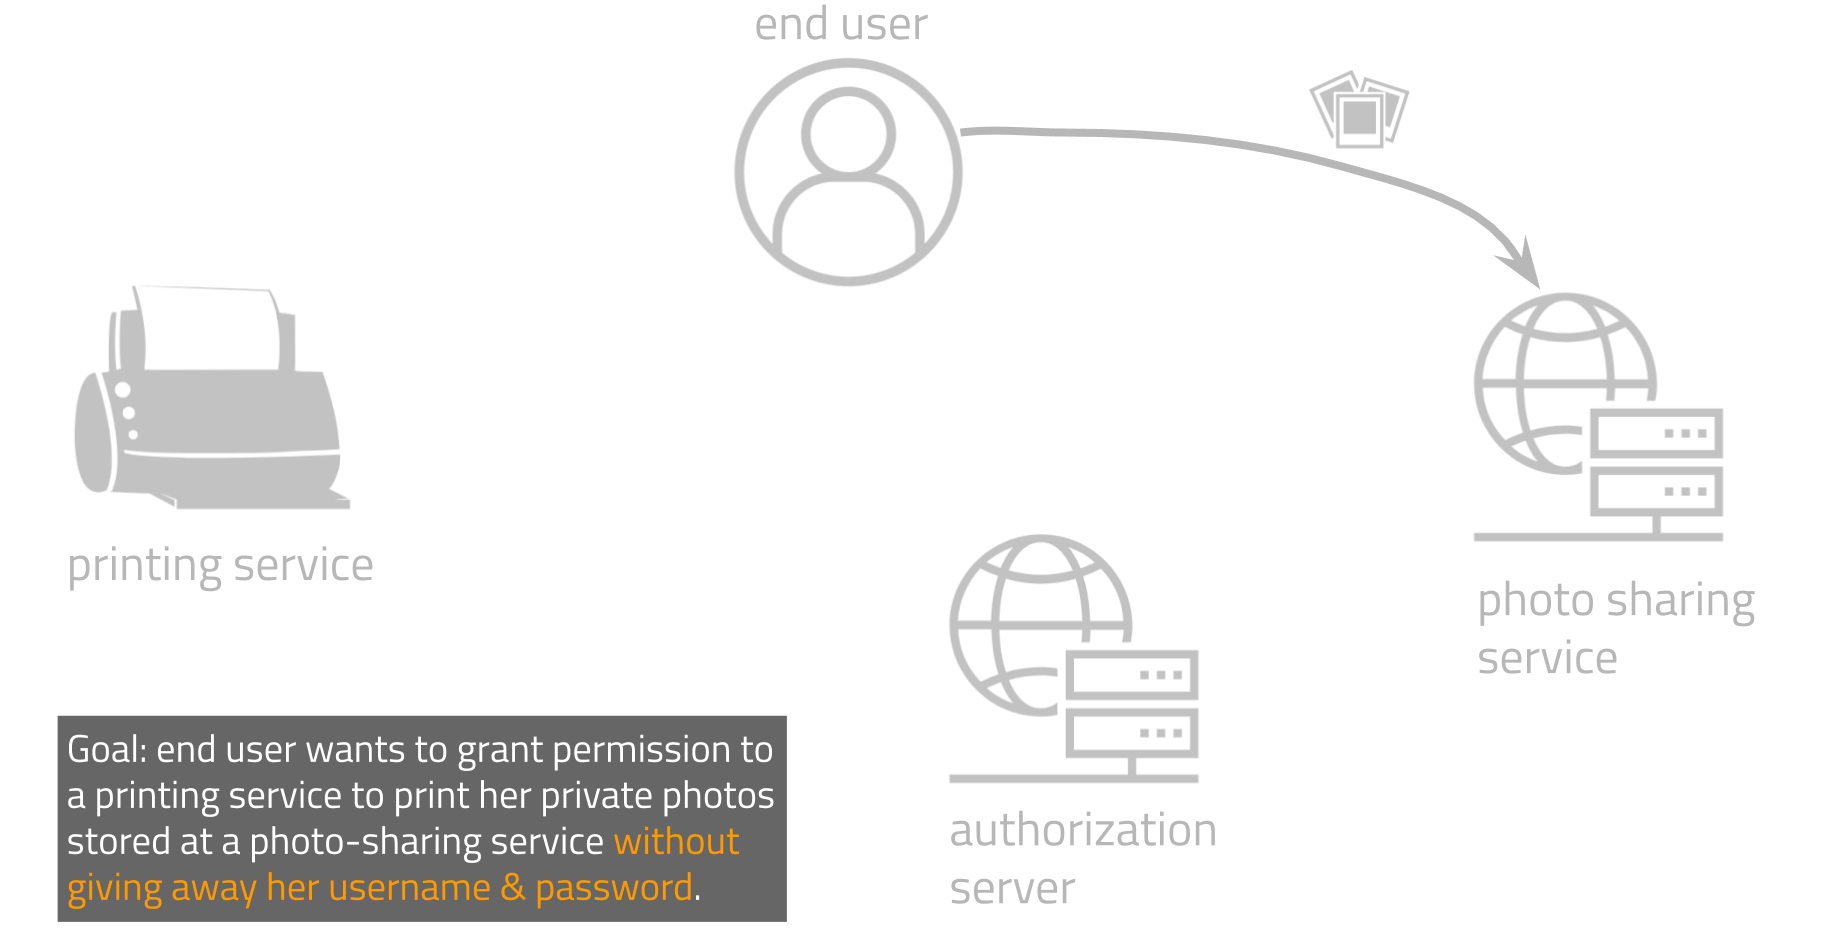 end user
printing service
photo sharing
service
authorization
server
Goal: end user wants to grant permission to
a printing service to print her private photos
stored at a photo-sharing service without
giving away her username & password.